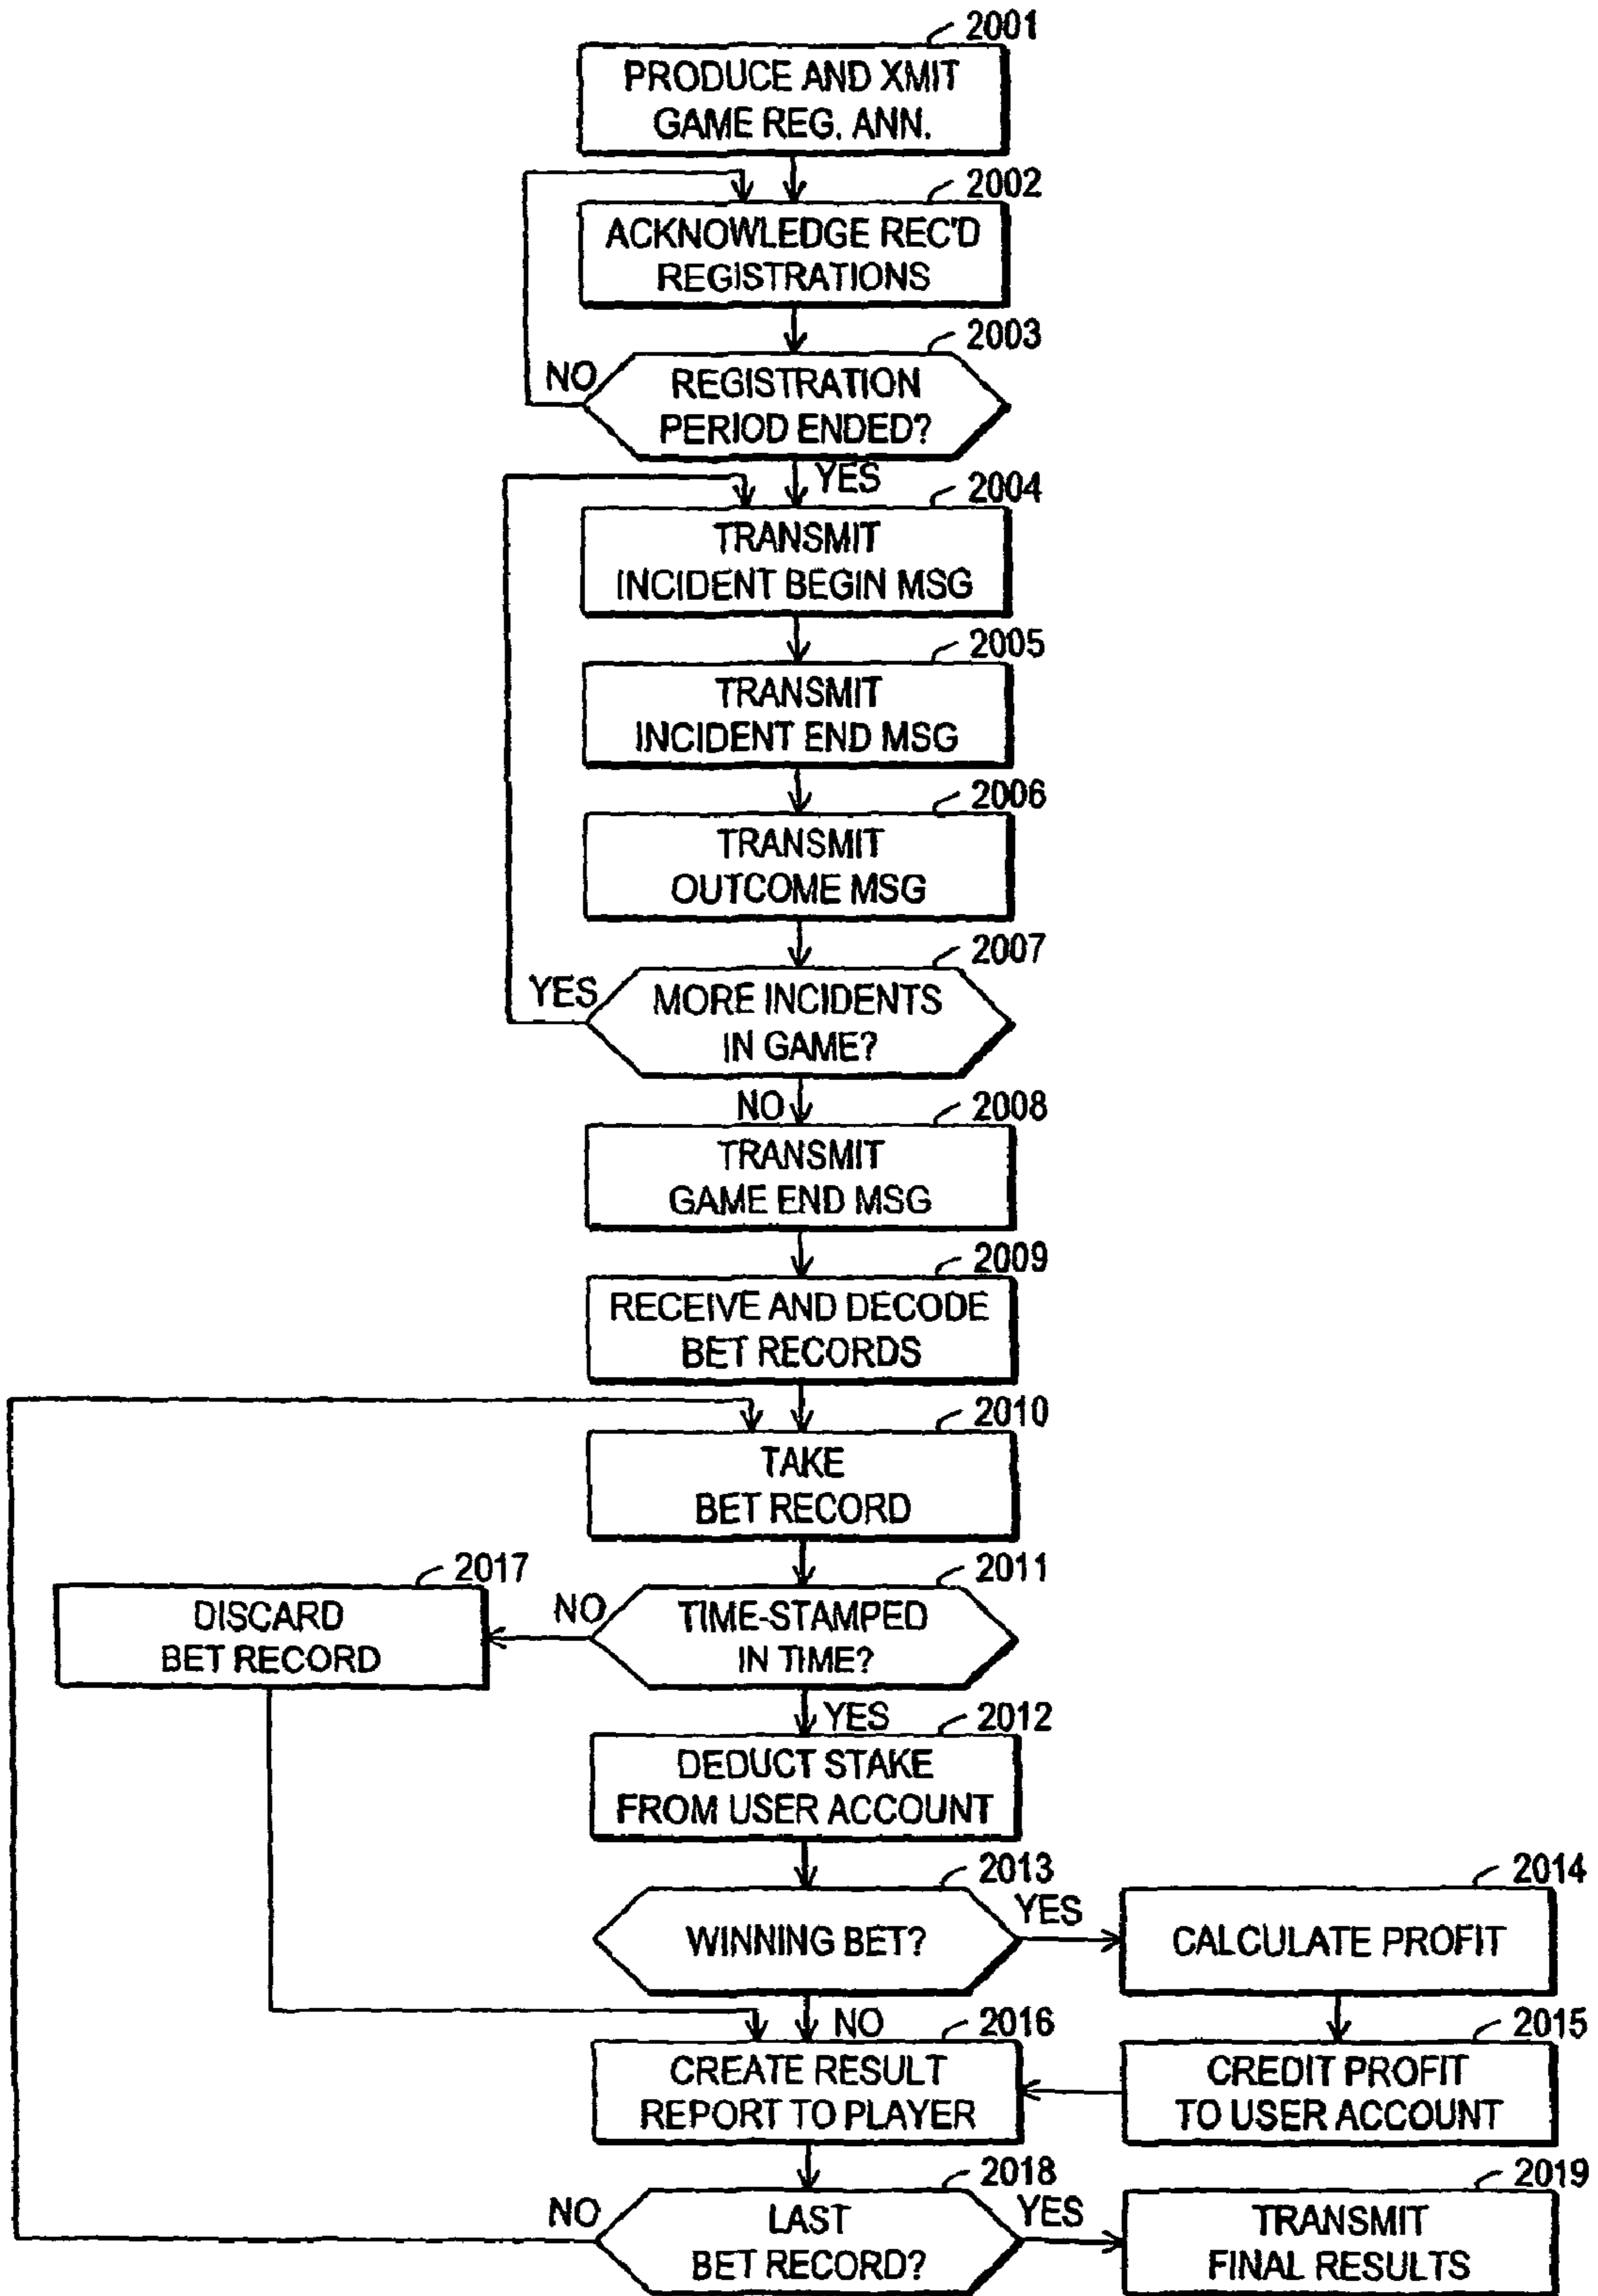 2001
PRODUCE AND XMIT
GAME REG. ANN.
2002
ACKNOWLEDGE REC'D
REGISTRATIONS
2003
NO
REGISTRATION
PERIOD ENDED?
YES
2004
TRANSMIT
INCIDENT BEGIN MSG
2005
TRANSMIT
INCIDENT END MSG
2006
TRANSMIT
OUTCOME MSG
2007
YES
MORE INCIDENTS
IN GAME?
NO
2008
TRANSMIT
GAME END MSG
2009
RECEIVE AND DECODE
BET RECORDS
2010
TAKE
BET RECORD
2017
DISCARD
BET RECORD
NO
2011
TIME-STAMPED
IN TIME?
YES
2012
DEDUCT STAKE
FROM USER ACCOUNT
2013
WINNING BET?
YES
2014
CALCULATE PROFIT
NO
2016
CREATE RESULT
REPORT TO PLAYER
2015
CREDIT PROFIT
TO USER ACCOUNT
2018
NO
LAST
BET RECORD?
YES
2019
TRANSMIT
FINAL RESULTS